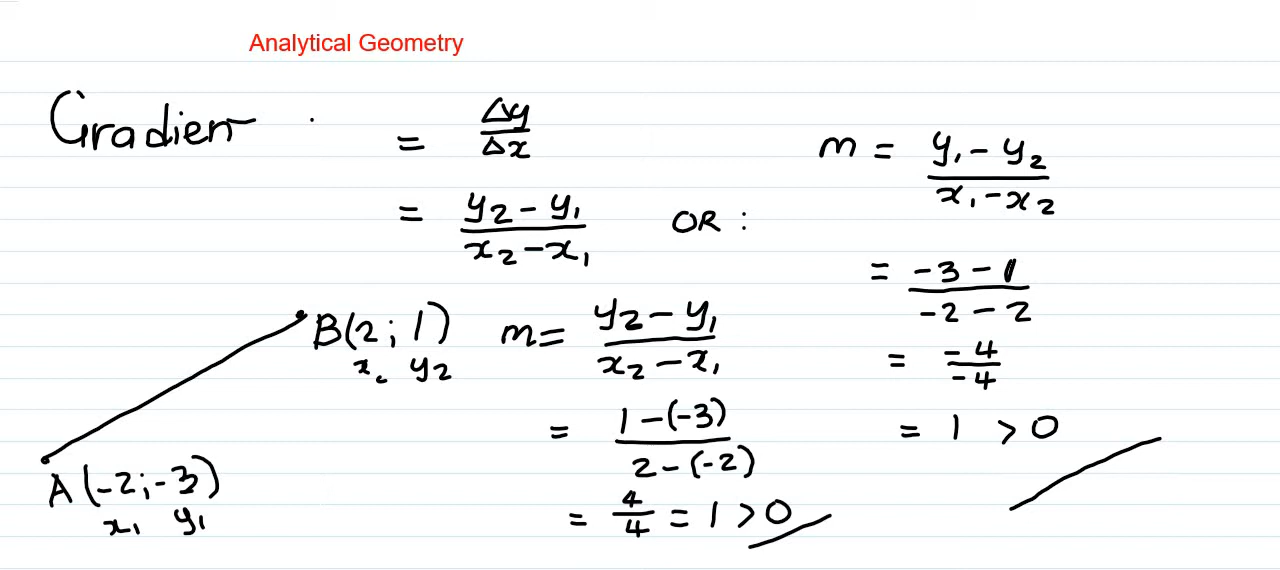 Analytical Geometry
Gradien
= Δy/Δx
= y₂ - y₁ / x₂ - x₁ OR :
m = y₁ - y₂ / x₁ - x₂
= -3 - 1 / -2 - 2
= -4 / -4
= 1 > 0
B(2 ; 1)
x₂ y₂
A(-2 ; -3)
x₁ y₁
m = y₂ - y₁ / x₂ - x₁
= 1 - (-3) / 2 - (-2)
= 4/4 = 1 > 0